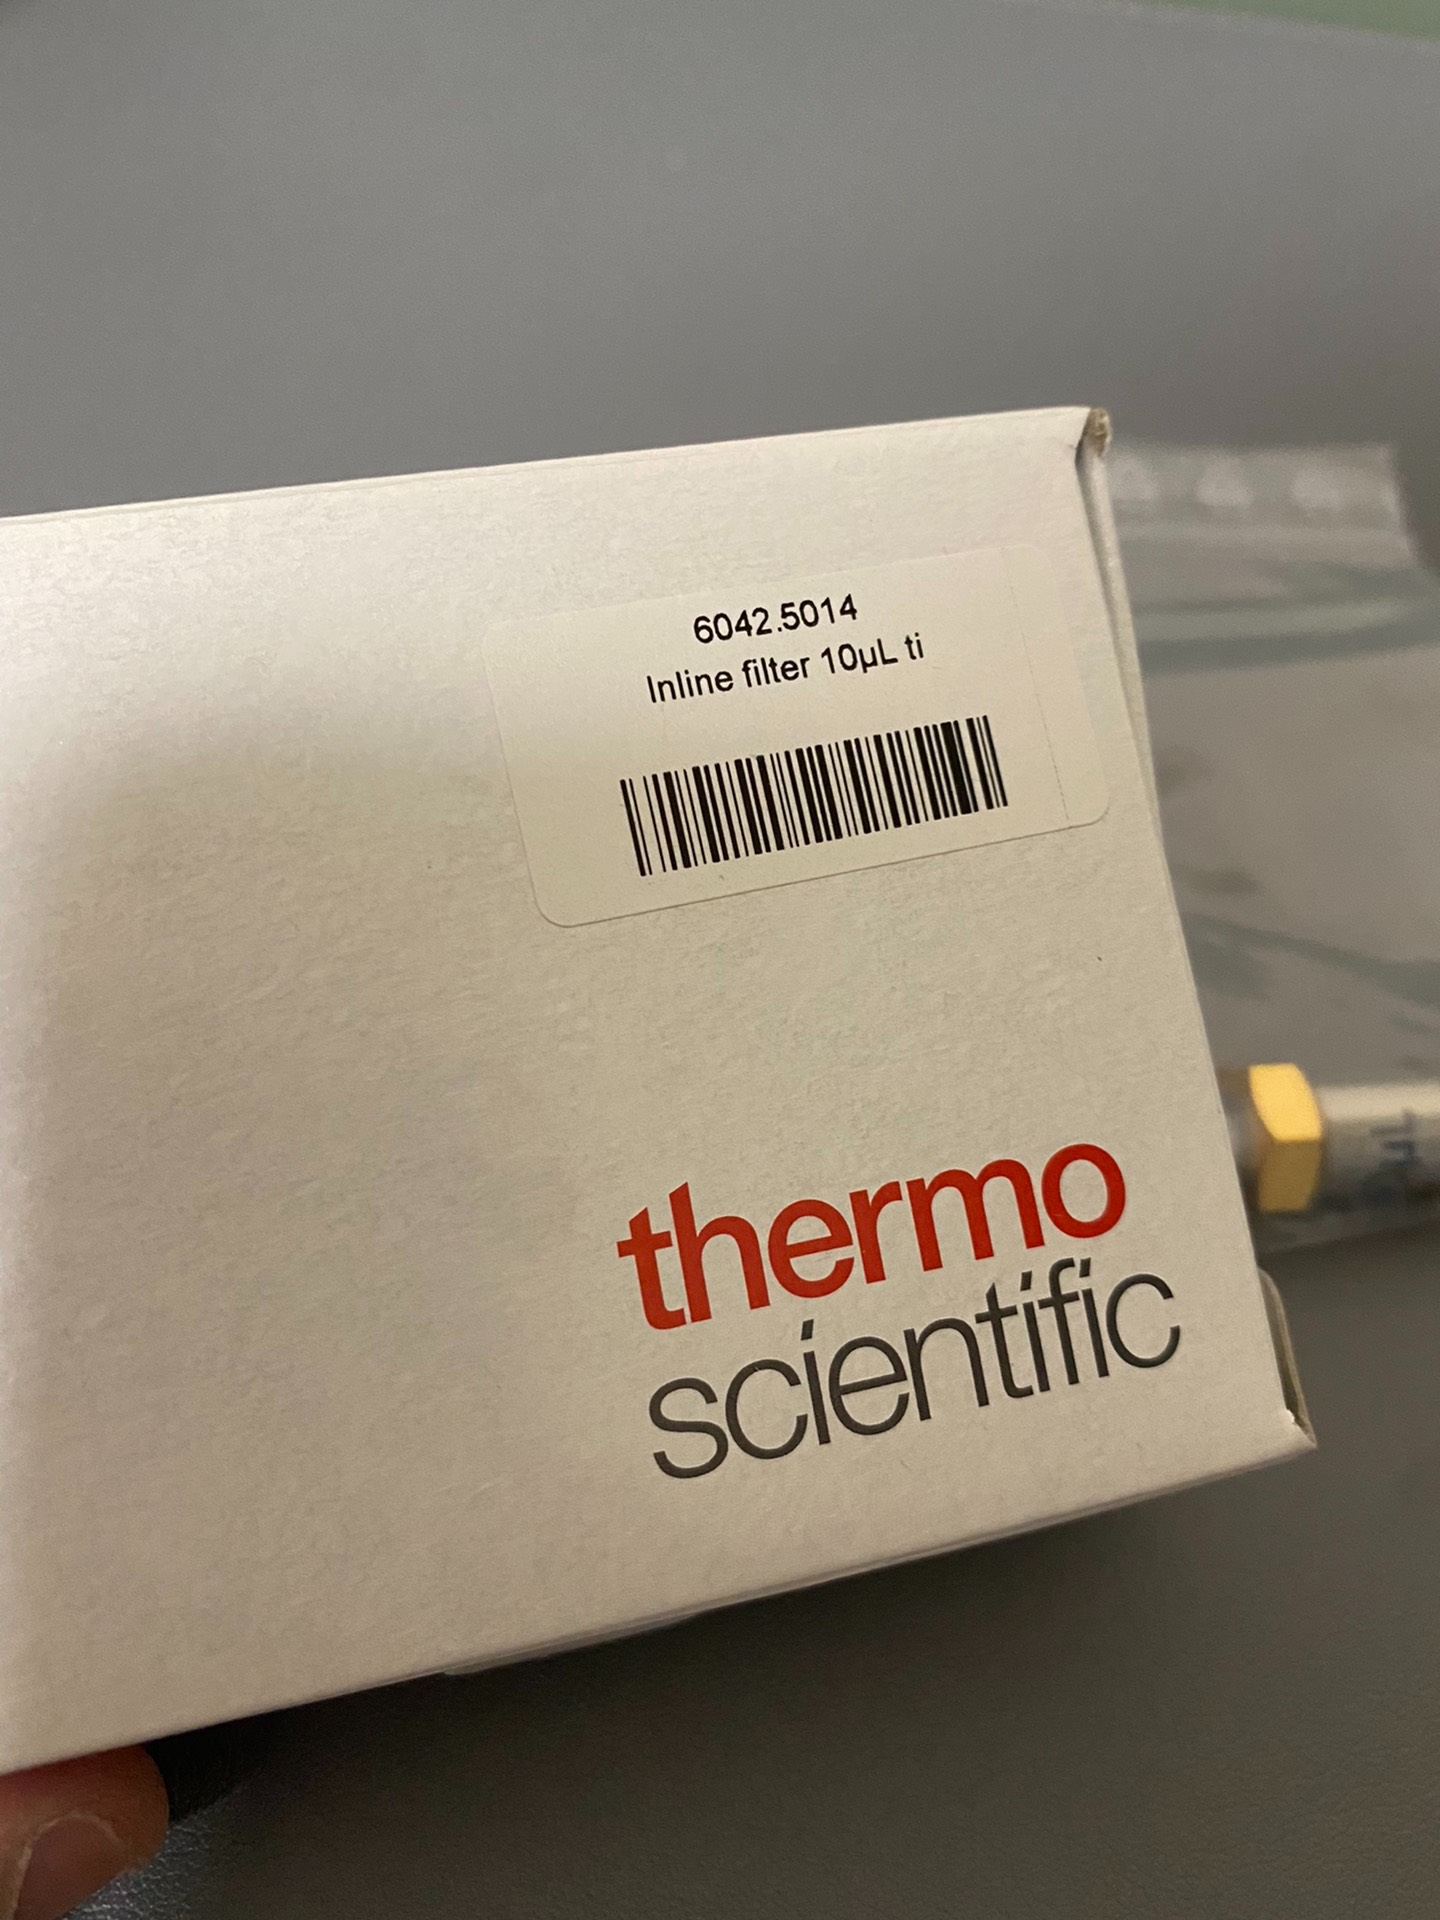 6042.5014
Inline filter 10µL ti
thermo
scientific